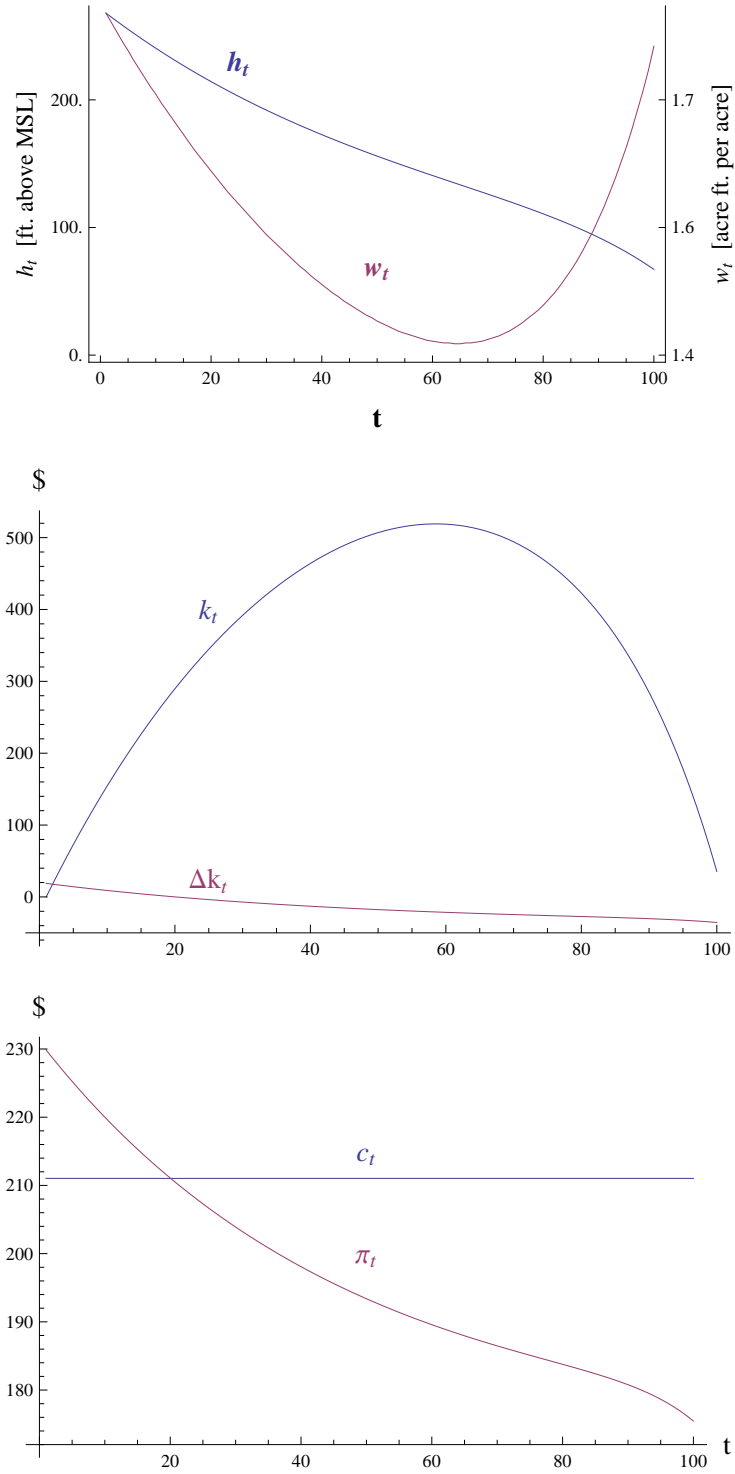 h_t [ft. above MSL]
200.
100.
0.
h_t
w_t
1.7
1.6
1.4
w_t [acre ft. per acre]
0 20 40 60 80 100
t
$
500
400
300
200
100
0
k_t
Δk_t
20 40 60 80 100
$
230
220
210
200
190
180
c_t
π_t
20 40 60 80 100
t